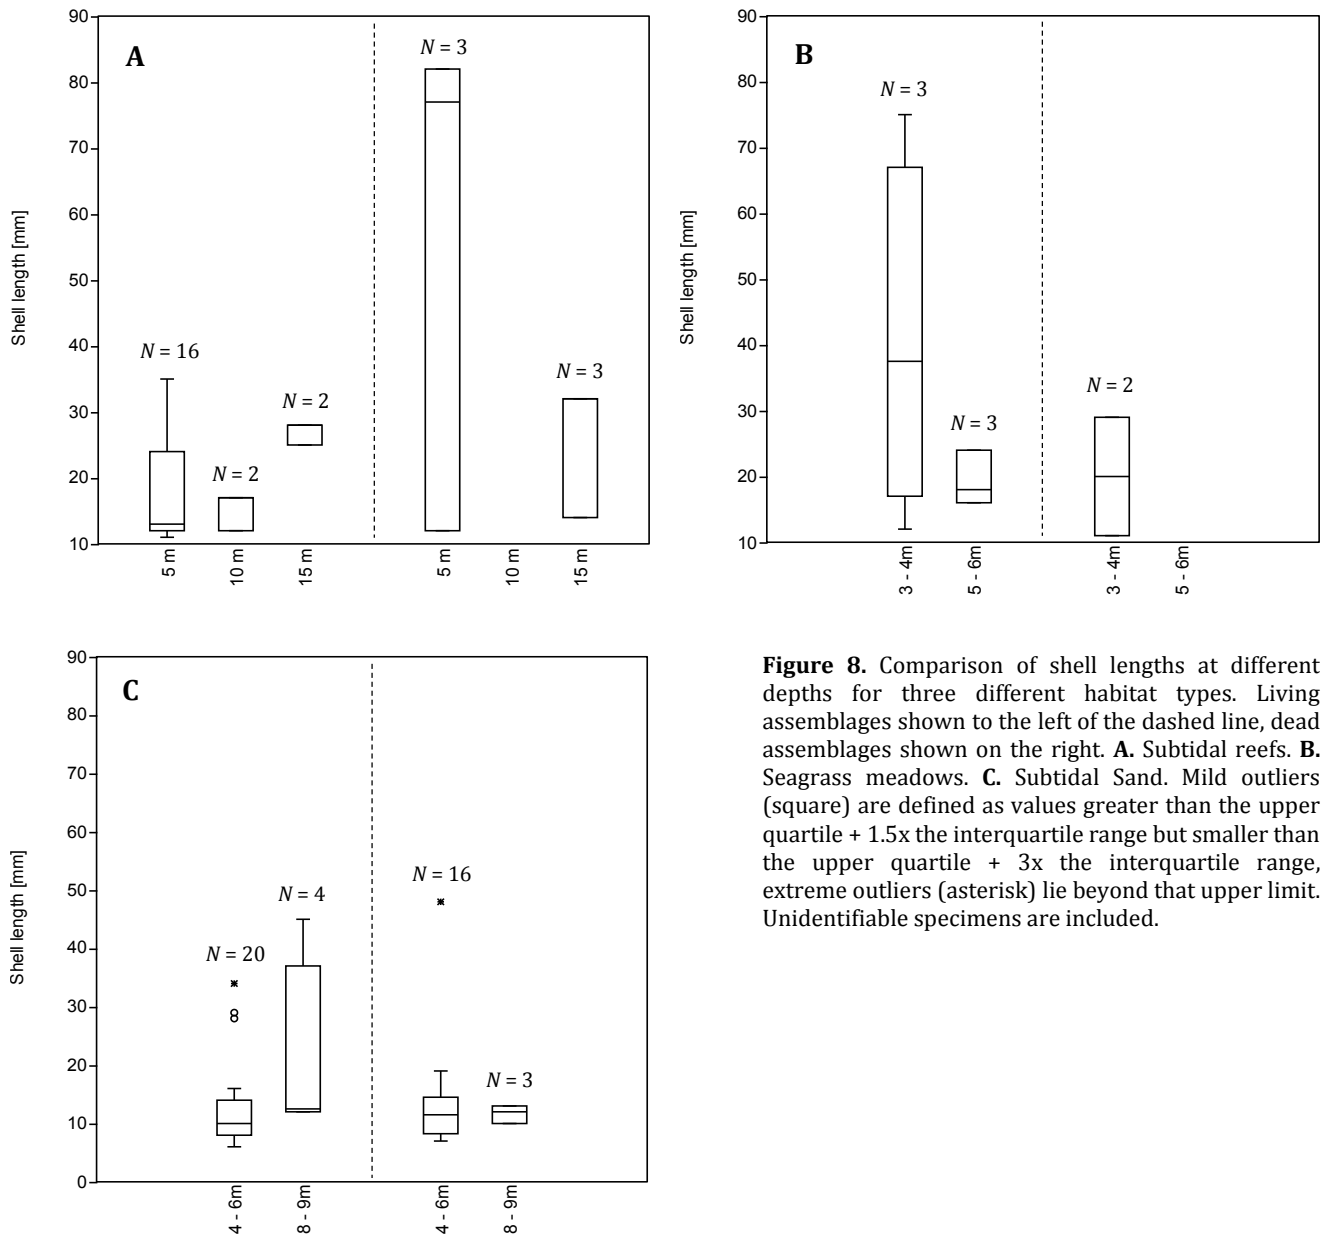 A
Shell length [mm]
90
80
70
60
50
40
30
20
10
N = 16
N = 2
N = 2
N = 3
N = 3
5 m
10 m
15 m
5 m
10 m
15 m
B
Shell length [mm]
90
80
70
60
50
40
30
20
10
N = 3
N = 3
N = 2
3 - 4m
5 - 6m
3 - 4m
5 - 6m
C
Shell length [mm]
90
80
70
60
50
40
30
20
10
0
N = 20
N = 4
N = 16
N = 3
4 - 6m
8 - 9m
4 - 6m
8 - 9m
Figure 8. Comparison of shell lengths at different
depths for three different habitat types. Living
assemblages shown to the left of the dashed line, dead
assemblages shown on the right. A. Subtidal reefs. B.
Seagrass meadows. C. Subtidal Sand. Mild outliers
(square) are defined as values greater than the upper
quartile + 1.5x the interquartile range but smaller than
the upper quartile + 3x the interquartile range,
extreme outliers (asterisk) lie beyond that upper limit.
Unidentifiable specimens are included.